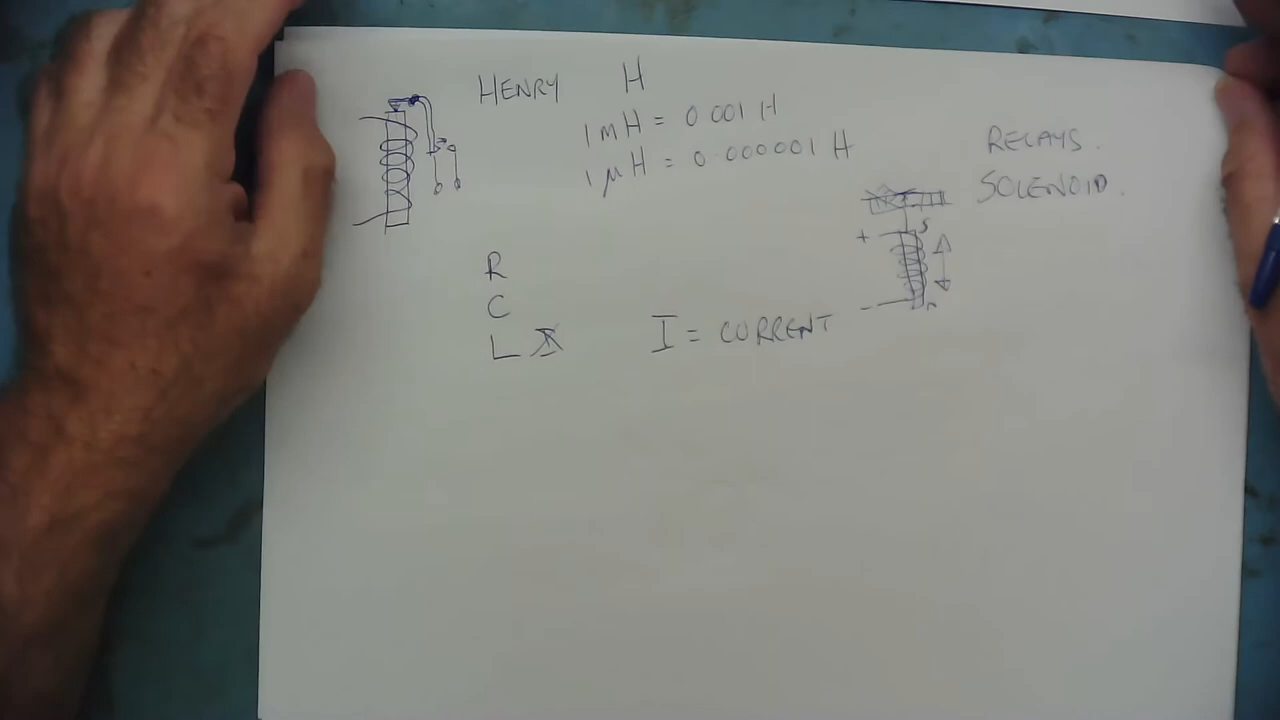 HENRY H
1 mH = 0.001 H
1 μH = 0.000001 H
RELAYS.
SOLENOID.
+ S
- n
R
C
L
I = CURRENT